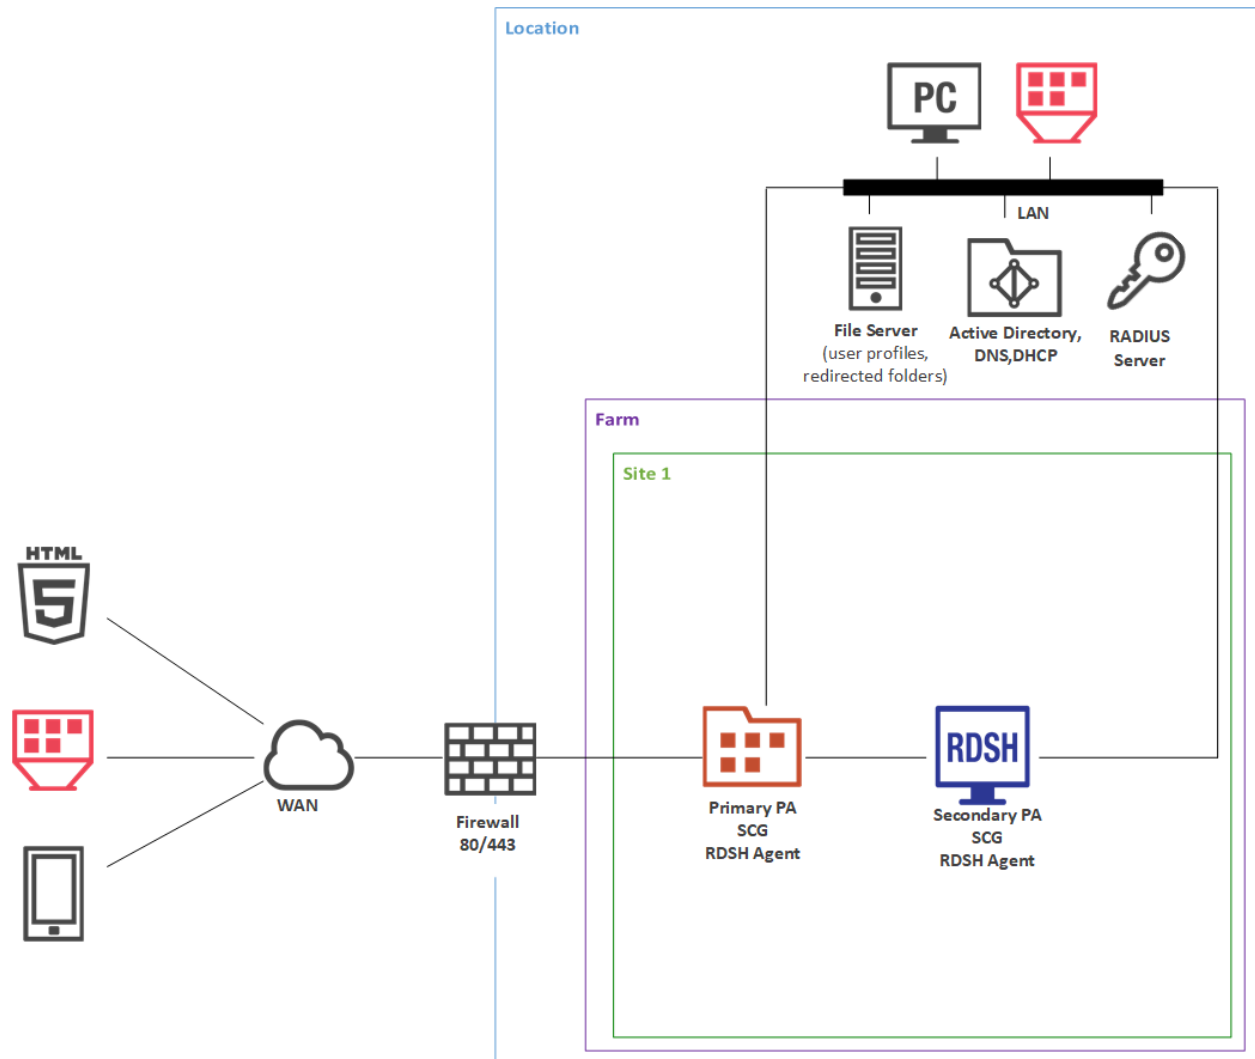 Location
PC
LAN
File Server
(user profiles,
redirected folders)
Active Directory,
DNS,DHCP
RADIUS
Server
Farm
Site 1
HTML
5
WAN
Firewall
80/443
Primary PA
SCG
RDSH Agent
RDSH
Secondary PA
SCG
RDSH Agent